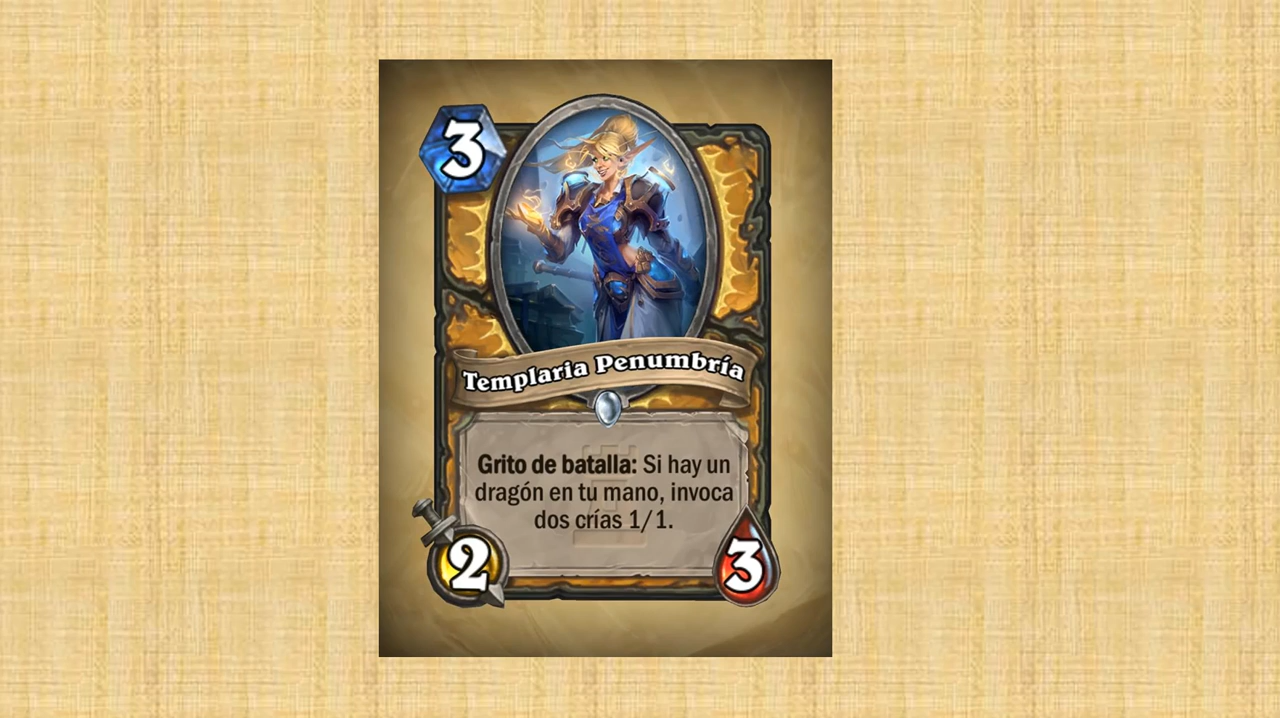 3
Templaria Penumbría
Grito de batalla: Si hay un
dragón en tu mano, invoca
dos crías 1/1.
2
3